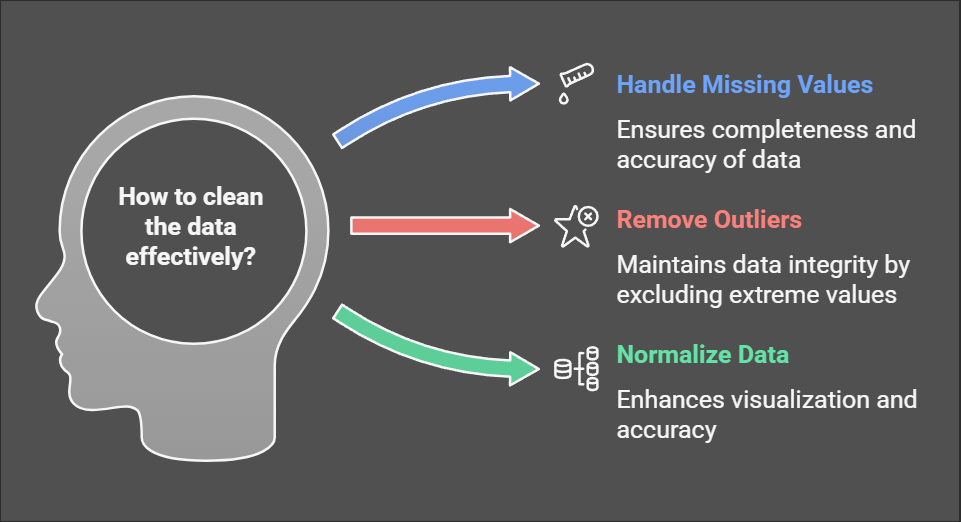 How to clean
the data
effectively?
Handle Missing Values
Ensures completeness and
accuracy of data
Remove Outliers
Maintains data integrity by
excluding extreme values
Normalize Data
Enhances visualization and
accuracy